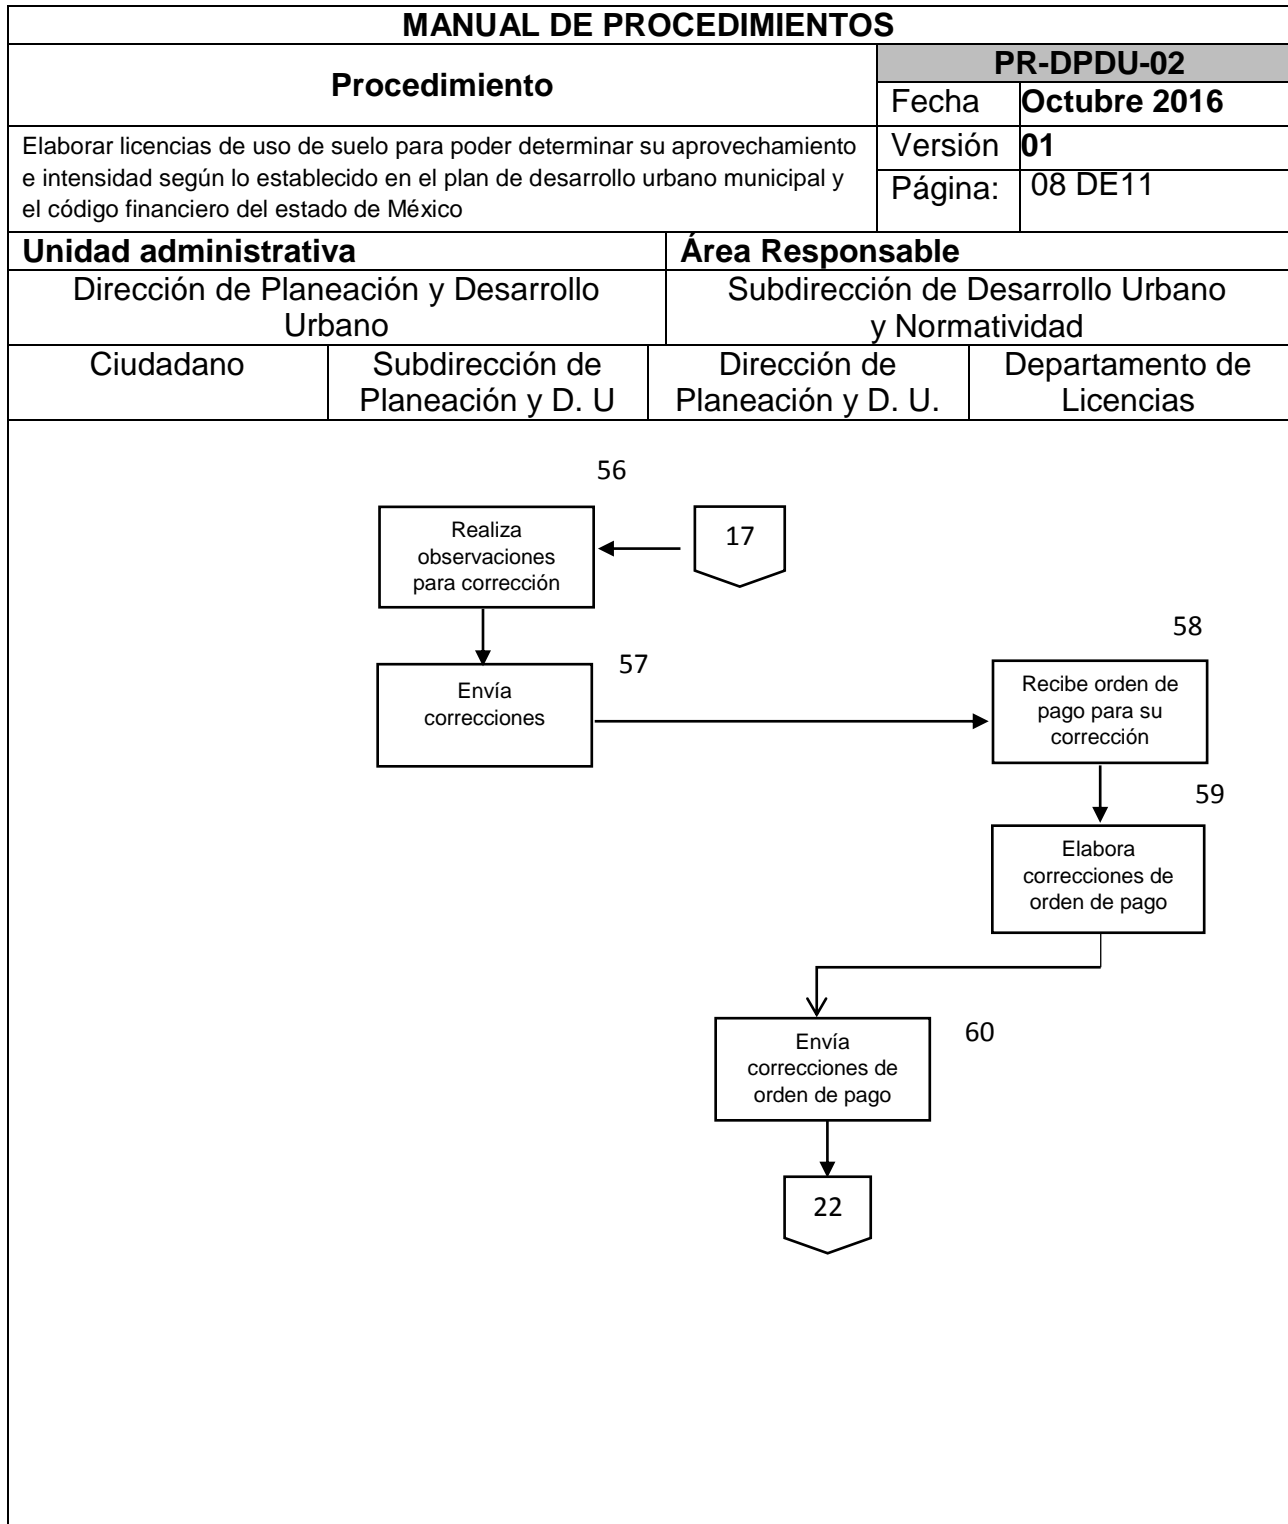 MANUAL DE PROCEDIMIENTOS
Procedimiento
PR-DPDU-02
Fecha
Octubre 2016
Elaborar licencias de uso de suelo para poder determinar su aprovechamiento
e intensidad según lo establecido en el plan de desarrollo urbano municipal y
el código financiero del estado de México
Versión
01
Página:
08 DE11
Unidad administrativa
Área Responsable
Dirección de Planeación y Desarrollo
Urbano
Subdirección de Desarrollo Urbano
y Normatividad
Ciudadano
Subdirección de
Planeación y D. U
Dirección de
Planeación y D. U.
Departamento de
Licencias
56
Realiza
observaciones
para corrección
17
57
Envía
correcciones
58
Recibe orden de
pago para su
corrección
59
Elabora
correcciones de
orden de pago
60
Envía
correcciones de
orden de pago
22